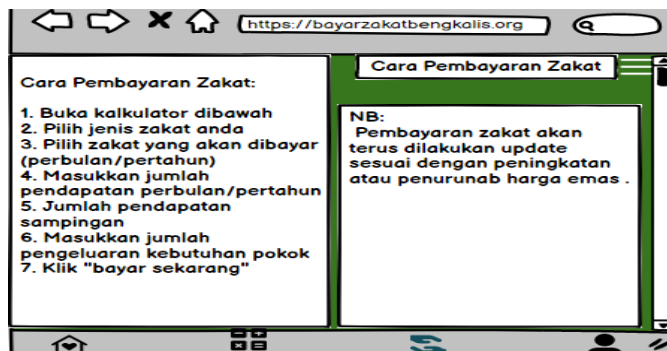 https://bayarzakatbengkalis.org
Cara Pembayaran Zakat
Cara Pembayaran Zakat:
1. Buka kalkulator dibawah
2. Pilih jenis zakat anda
3. Pilih zakat yang akan dibayar
(perbulan/pertahun)
4. Masukkan jumlah
pendapatan perbulan/pertahun
5. Jumlah pendapatan
sampingan
6. Masukkan jumlah
pengeluaran kebutuhan pokok
7. Klik "bayar sekarang"
NB:
Pembayaran zakat akan
terus dilakukan update
sesuai dengan peningkatan
atau penurunab harga emas .